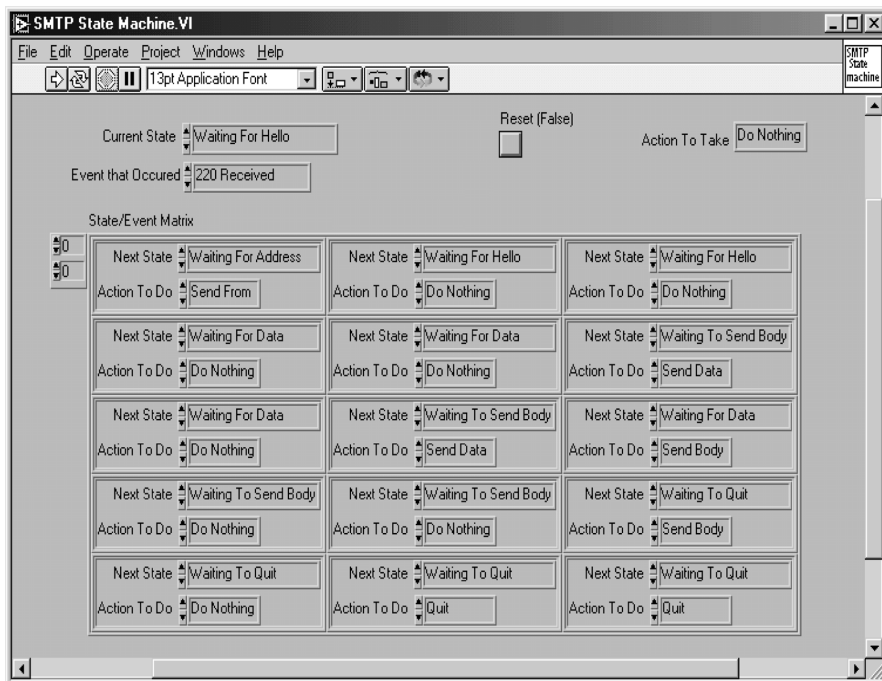 SMTP State Machine.VI
File Edit Operate Project Windows Help
13pt Application Font
SMTP
State
machine
Reset (False)
Current State Waiting For Hello
Action To Take Do Nothing
Event that Occured 220 Received
State/Event Matrix
0
0
Next State Waiting For Address Next State Waiting For Hello Next State Waiting For Hello
Action To Do Send From Action To Do Do Nothing Action To Do Do Nothing
Next State Waiting For Data Next State Waiting For Data Next State Waiting To Send Body
Action To Do Do Nothing Action To Do Do Nothing Action To Do Send Data
Next State Waiting For Data Next State Waiting To Send Body Next State Waiting For Data
Action To Do Do Nothing Action To Do Send Data Action To Do Send Body
Next State Waiting To Send Body Next State Waiting To Send Body Next State Waiting To Quit
Action To Do Do Nothing Action To Do Do Nothing Action To Do Send Body
Next State Waiting To Quit Next State Waiting To Quit Next State Waiting To Quit
Action To Do Do Nothing Action To Do Quit Action To Do Quit